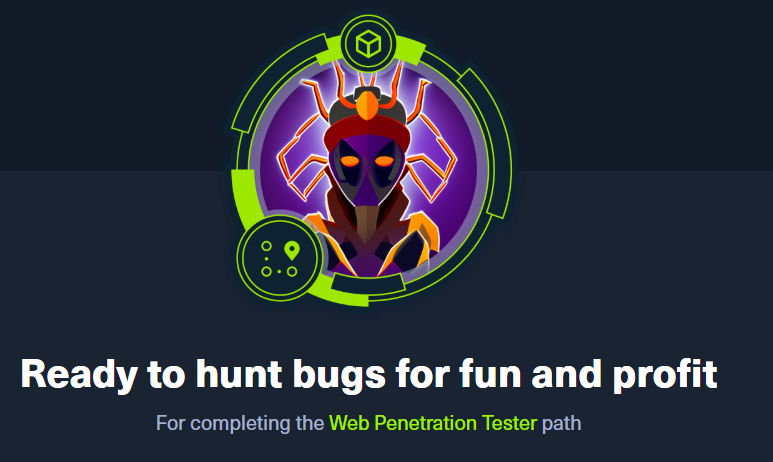 Ready to hunt bugs for fun and profit
For completing the Web Penetration Tester path